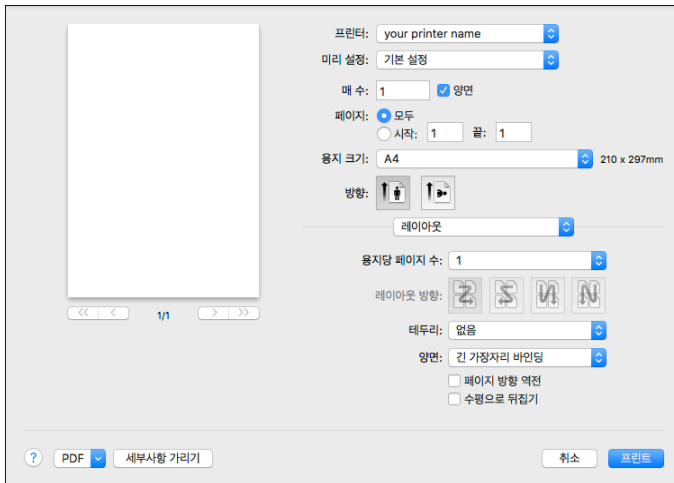 프린터: your printer name
미리 설정: 기본 설정
매 수: 1 양면
페이지: 모두
시작: 1 끝: 1
용지 크기: A4 210 x 297mm
방향:
레이아웃
용지당 페이지 수: 1
레이아웃 방향:
<< < 1/1 > >>
테두리: 없음
양면: 긴 가장자리 바인딩
페이지 방향 역전
수평으로 뒤집기
? PDF 세부사항 가리기 취소 프린트